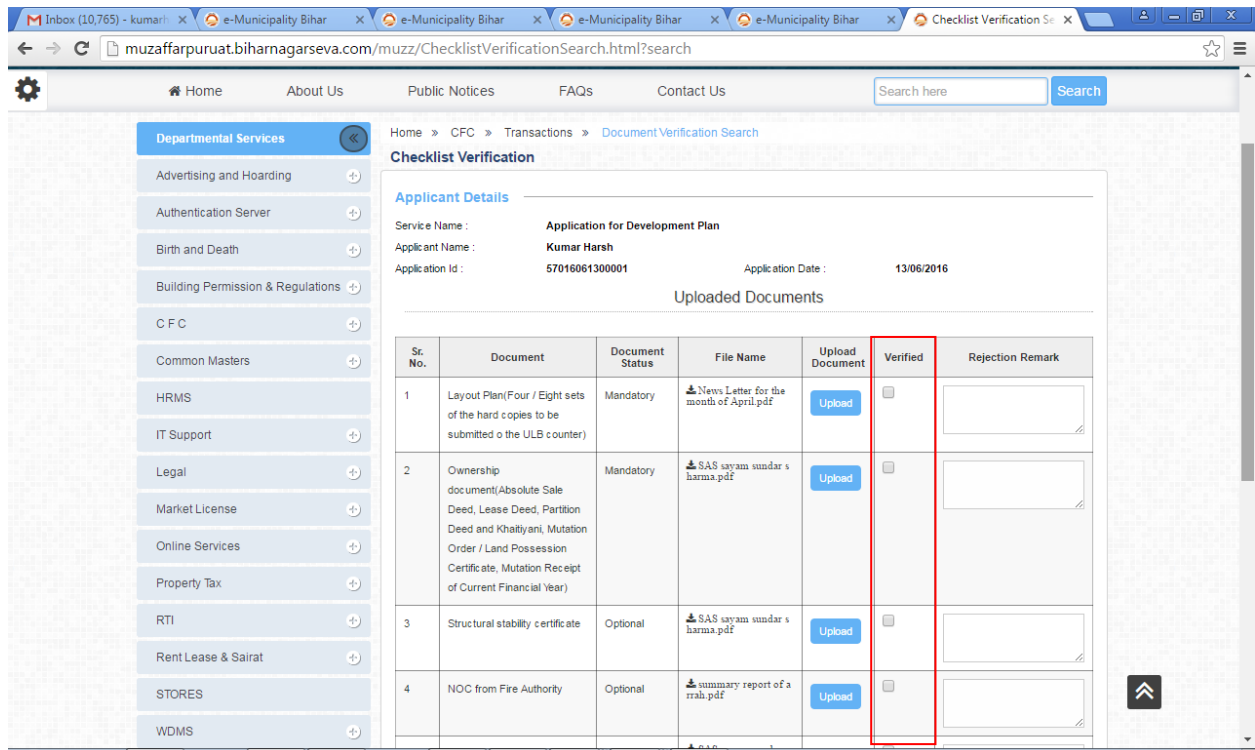 Inbox (10,765) - kumarh
e-Municipality Bihar
e-Municipality Bihar
e-Municipality Bihar
e-Municipality Bihar
Checklist Verification Se
muzaffarpuruat.biharnagarseva.com/muzz/ChecklistVerificationSearch.html?search
Home About Us Public Notices FAQs Contact Us Search here Search
Departmental Services
Advertising and Hoarding
Authentication Server
Birth and Death
Building Permission & Regulations
C F C
Common Masters
HRMS
IT Support
Legal
Market License
Online Services
Property Tax
RTI
Rent Lease & Sairat
STORES
WDMS
Home » CFC » Transactions » Document Verification Search
Checklist Verification
Applicant Details
Service Name : Application for Development Plan
Applicant Name : Kumar Harsh
Application Id : 57016061300001 Application Date : 13/06/2016
Uploaded Documents
Sr. No. Document Document Status File Name Upload Document Verified Rejection Remark
1 Layout Plan(Four / Eight sets Mandatory News Letter for the Upload
of the hard copies to be month of April.pdf
submitted o the ULB counter)
2 Ownership Mandatory SAS sayam sundar s Upload
document(Absolute Sale harma.pdf
Deed, Lease Deed, Partition
Deed and Khaitiyani, Mutation
Order / Land Possession
Certificate, Mutation Receipt
of Current Financial Year)
3 Structural stability certificate Optional SAS sayam sundar s Upload
harma.pdf
4 NOC from Fire Authority Optional summary report of a Upload
rrah.pdf